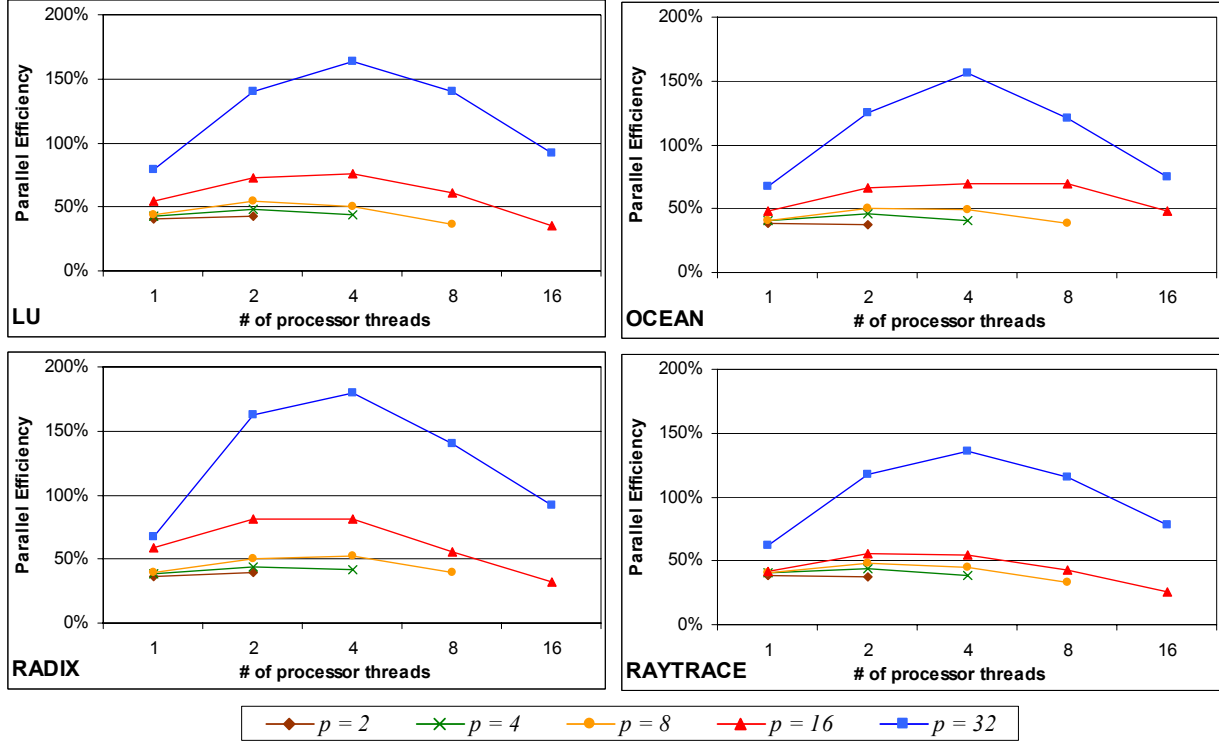 200%
150%
100%
50%
0%
Parallel Efficiency
1 2 4 8 16
# of processor threads
LU
200%
150%
100%
50%
0%
Parallel Efficiency
1 2 4 8 16
# of processor threads
OCEAN
200%
150%
100%
50%
0%
Parallel Efficiency
1 2 4 8 16
# of processor threads
RADIX
200%
150%
100%
50%
0%
Parallel Efficiency
1 2 4 8 16
# of processor threads
RAYTRACE
p = 2 p = 4 p = 8 p = 16 p = 32